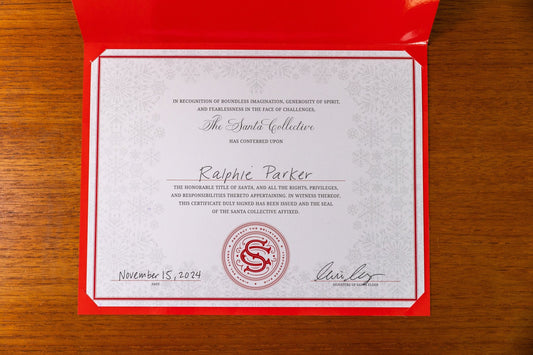 IN RECOGNITION OF BOUNDLESS IMAGINATION, GENEROSITY OF SPIRIT,
AND FEARLESSNESS IN THE FACE OF CHALLENGES,
The Santa Collective
HAS CONFERRED UPON
Ralphie Parker
THE HONORABLE TITLE OF SANTA, AND ALL THE RIGHTS, PRIVILEGES,
AND RESPONSIBILITIES THERETO APPERTAINING. IN WITNESS THEREOF,
THIS CERTIFICATE DULY SIGNED HAS BEEN ISSUED AND THE SEAL
OF THE SANTA COLLECTIVE AFFIXED.
SC
November 15, 2024
DATE